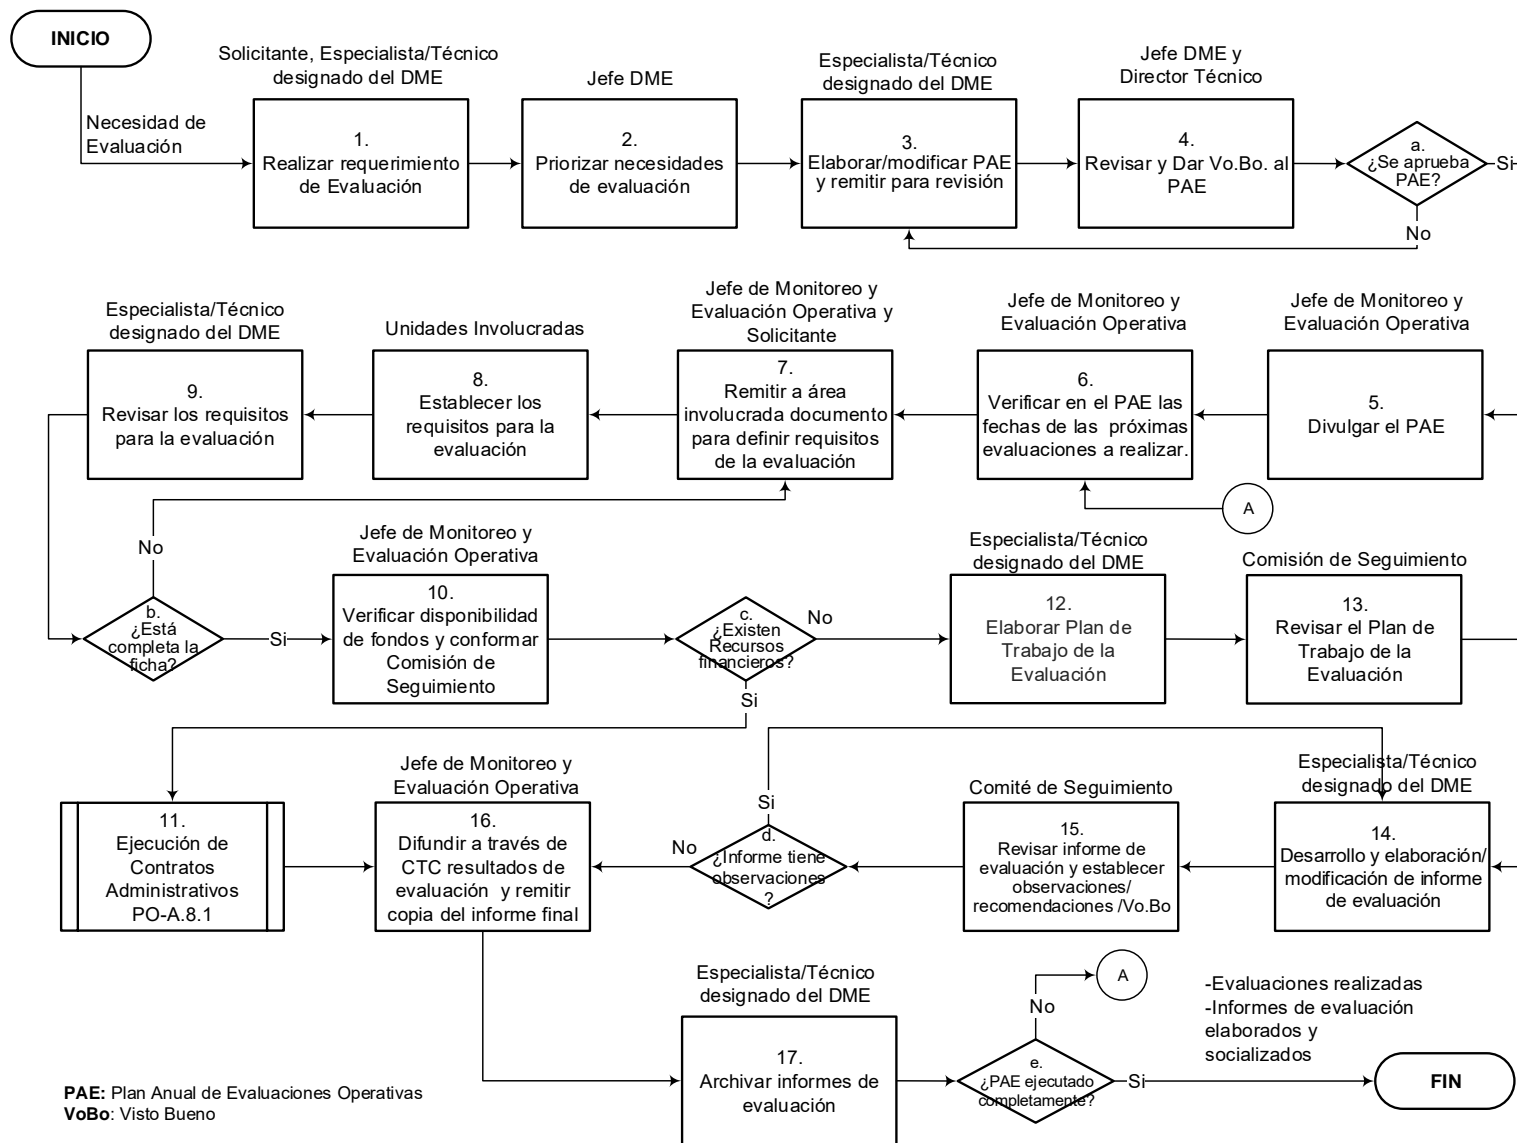 INICIO
Necesidad de
Evaluación
Solicitante, Especialista/Técnico
designado del DME
1.
Realizar requerimiento
de Evaluación
Jefe DME
2.
Priorizar necesidades
de evaluación
Especialista/Técnico
designado del DME
3.
Elaborar/modificar PAE
y remitir para revisión
Jefe DME y
Director Técnico
4.
Revisar y Dar Vo.Bo. al
PAE
a.
¿Se aprueba
PAE?
Si
No
Jefe de Monitoreo y
Evaluación Operativa
5.
Divulgar el PAE
Jefe de Monitoreo y
Evaluación Operativa
6.
Verificar en el PAE las
fechas de las próximas
evaluaciones a realizar.
A
Jefe de Monitoreo y
Evaluación Operativa y
Solicitante
7.
Remitir a área
involucrada documento
para definir requisitos
de la evaluación
Unidades Involucradas
8.
Establecer los
requisitos para la
evaluación
Especialista/Técnico
designado del DME
9.
Revisar los requisitos
para la evaluación
No
b.
¿Está
completa la
ficha?
Si
Jefe de Monitoreo y
Evaluación Operativa
10.
Verificar disponibilidad
de fondos y conformar
Comisión de
Seguimiento
c.
¿Existen
Recursos
financieros?
No
Si
Especialista/Técnico
designado del DME
12.
Elaborar Plan de
Trabajo de la
Evaluación
Comisión de Seguimiento
13.
Revisar el Plan de
Trabajo de la
Evaluación
Especialista/Técnico
designado del DME
14.
Desarrollo y elaboración/
modificación de informe
de evaluación
Comité de Seguimiento
15.
Revisar informe de
evaluación y establecer
observaciones/
recomendaciones /Vo.Bo
Si
d.
¿Informe tiene
observaciones
?
No
Jefe de Monitoreo y
Evaluación Operativa
16.
Difundir a través de
CTC resultados de
evaluación y remitir
copia del informe final
11.
Ejecución de
Contratos
Administrativos
PO-A.8.1
Especialista/Técnico
designado del DME
17.
Archivar informes de
evaluación
A
No
e.
¿PAE ejecutado
completamente?
Si
-Evaluaciones realizadas
-Informes de evaluación
elaborados y
socializados
FIN
PAE: Plan Anual de Evaluaciones Operativas
VoBo: Visto Bueno